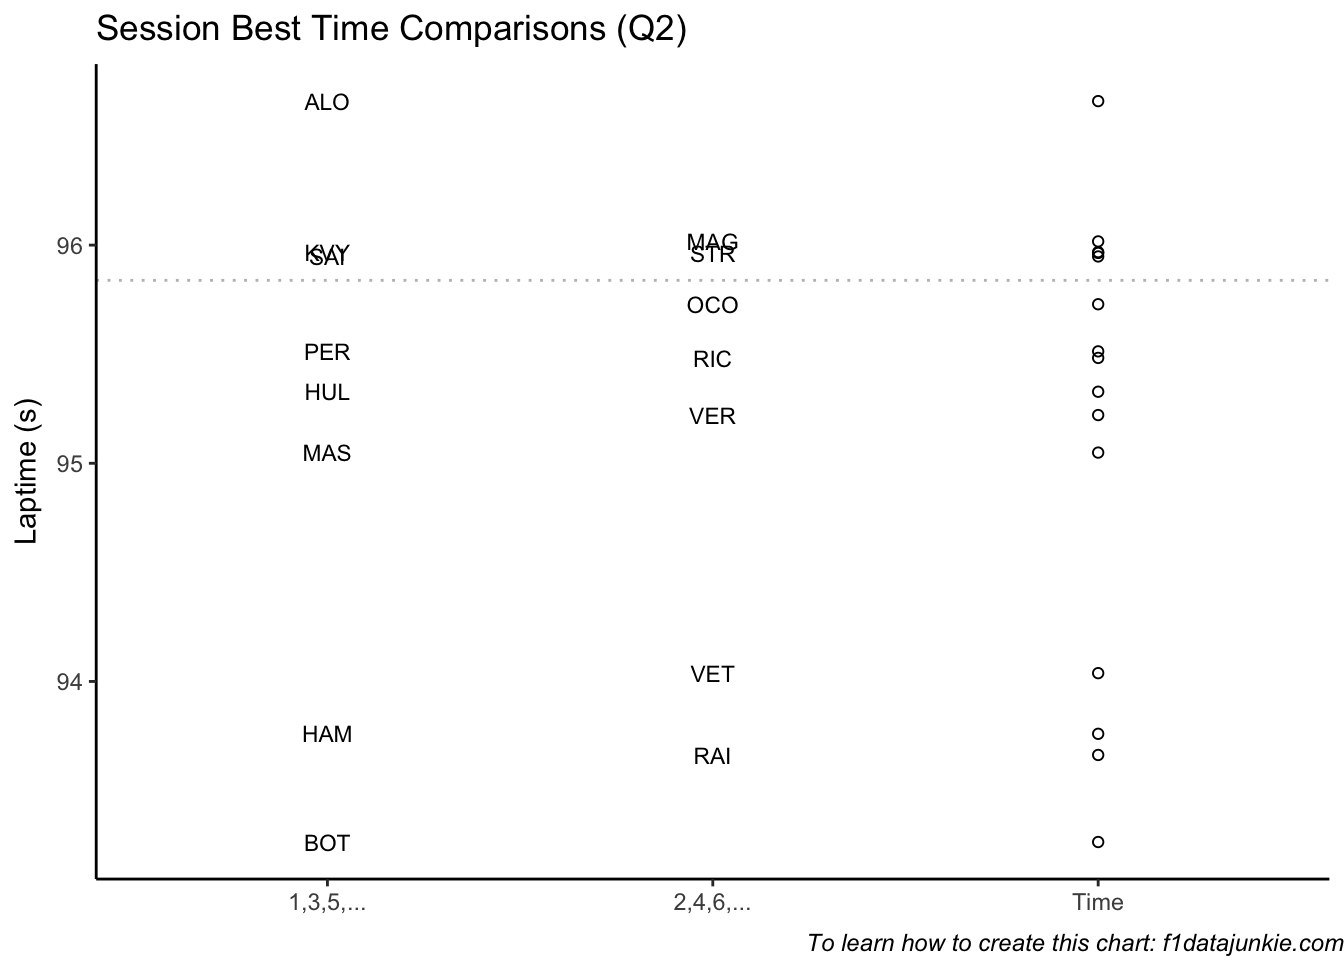 Session Best Time Comparisons (Q2)
ALO
96
KVY
SAI
MAG
STR
OCO
PER
RIC
HUL
VER
Laptime (s)
95
MAS
94
VET
HAM
RAI
BOT
1,3,5,...
2,4,6,...
Time
To learn how to create this chart: f1datajunkie.com